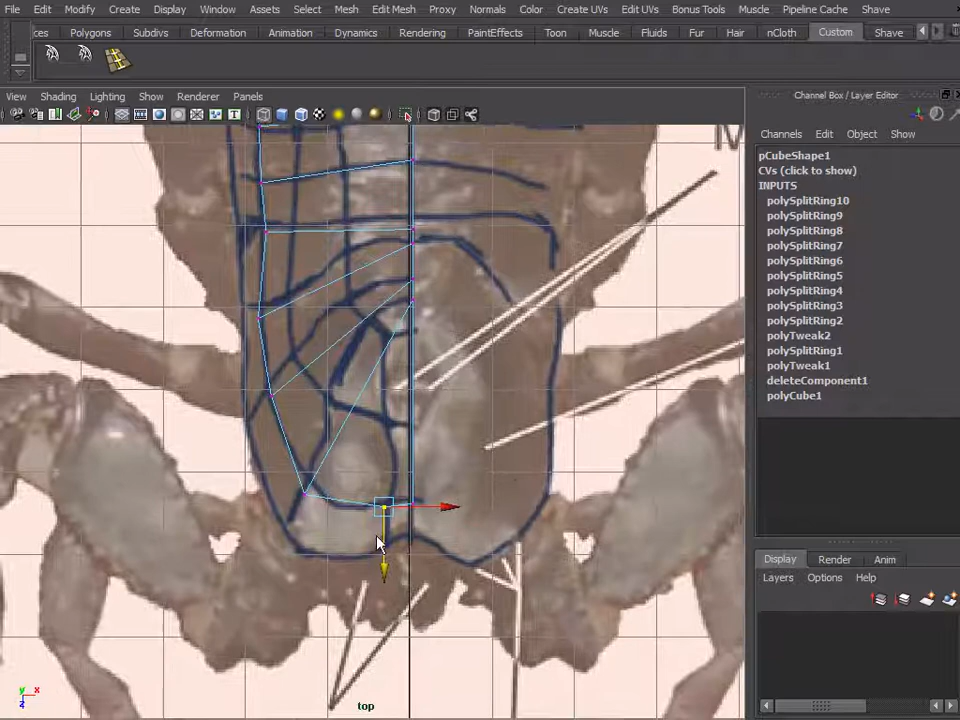 File Edit Modify Create Display Window Assets Select Mesh Edit Mesh Proxy Normals Color Create UVs Edit UVs Bonus Tools Muscle Pipeline Cache Shave
ces Polygons Subdivs Deformation Animation Dynamics Rendering PaintEffects Toon Muscle Fluids Fur Hair nCloth Custom Shave
View Shading Lighting Show Renderer Panels
Channel Box / Layer Editor
Channels Edit Object Show
pCubeShape1
CVs (click to show)
INPUTS
polySplitRing10
polySplitRing9
polySplitRing8
polySplitRing7
polySplitRing6
polySplitRing5
polySplitRing4
polySplitRing3
polySplitRing2
polyTweak2
polySplitRing1
polyTweak1
deleteComponent1
polyCube1
Display Render Anim
Layers Options Help
y x
z
top